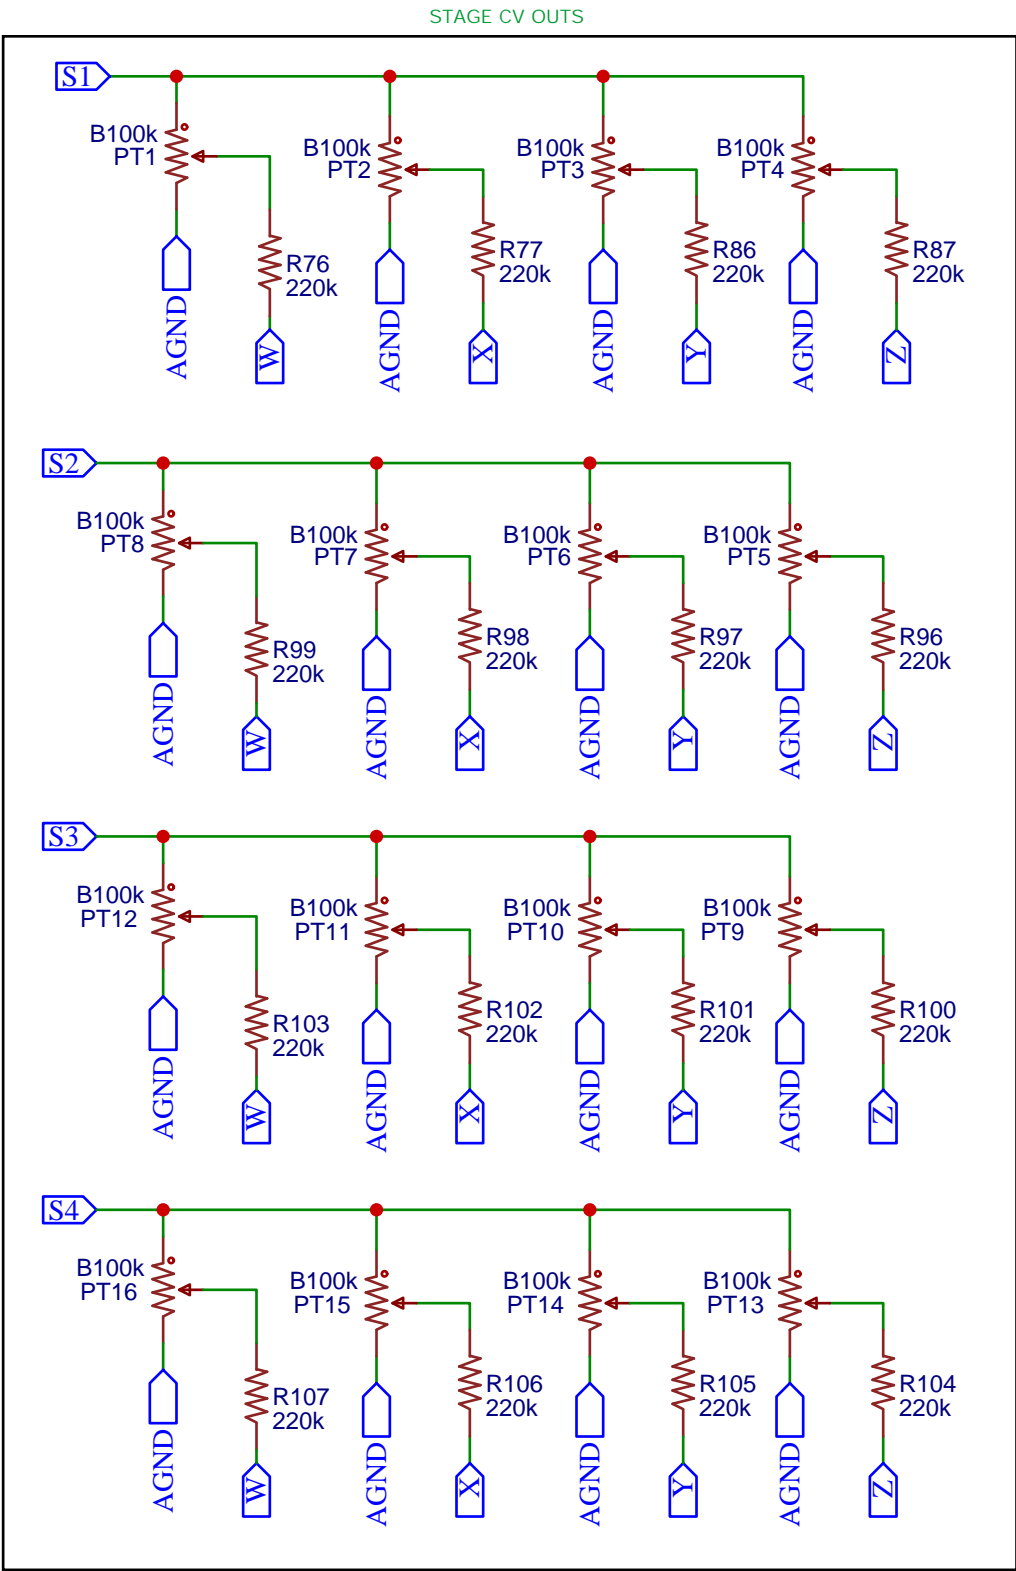 STAGE CV OUTS
S1
B100k
PT1
B100k
PT2
B100k
PT3
B100k
PT4
R76
220k
R77
220k
R86
220k
R87
220k
AGND
W
AGND
X
AGND
Y
AGND
Z
S2
B100k
PT8
B100k
PT7
B100k
PT6
B100k
PT5
R99
220k
R98
220k
R97
220k
R96
220k
AGND
W
AGND
X
AGND
Y
AGND
Z
S3
B100k
PT12
B100k
PT11
B100k
PT10
B100k
PT9
R103
220k
R102
220k
R101
220k
R100
220k
AGND
W
AGND
X
AGND
Y
AGND
Z
S4
B100k
PT16
B100k
PT15
B100k
PT14
B100k
PT13
R107
220k
R106
220k
R105
220k
R104
220k
AGND
W
AGND
X
AGND
Y
AGND
Z